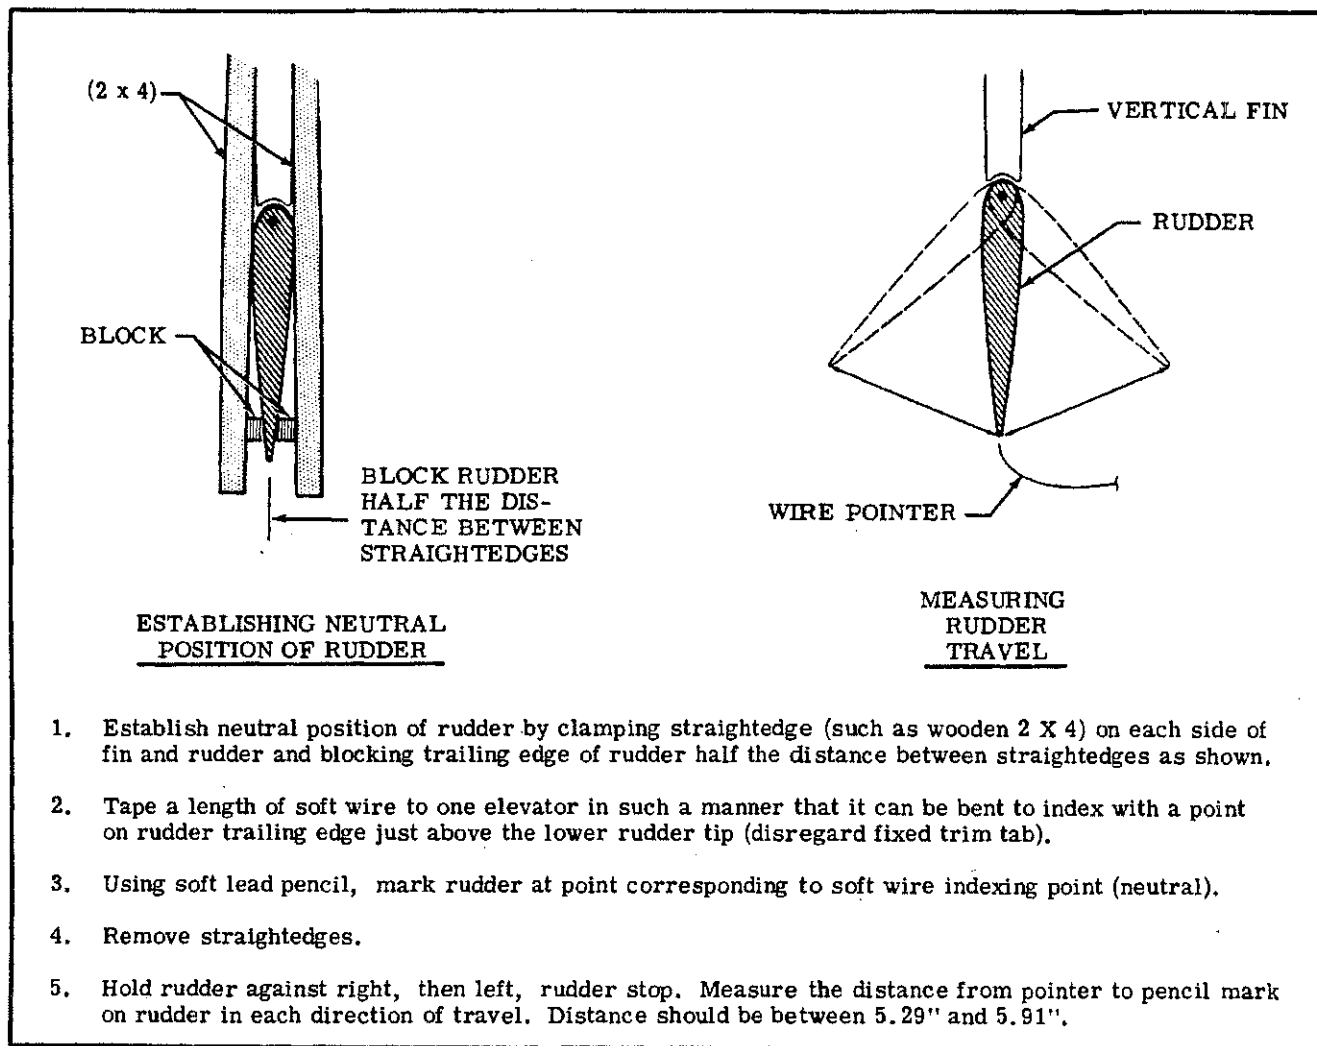 (2 x 4)
BLOCK
BLOCK RUDDER
HALF THE DIS-
TANCE BETWEEN
STRAIGHTEDGES
ESTABLISHING NEUTRAL
POSITION OF RUDDER
VERTICAL FIN
RUDDER
WIRE POINTER
MEASURING
RUDDER
TRAVEL
1. Establish neutral position of rudder by clamping straightedge (such as wooden 2 X 4) on each side of
fin and rudder and blocking trailing edge of rudder half the distance between straightedges as shown.
2. Tape a length of soft wire to one elevator in such a manner that it can be bent to index with a point
on rudder trailing edge just above the lower rudder tip (disregard fixed trim tab).
3. Using soft lead pencil, mark rudder at point corresponding to soft wire indexing point (neutral).
4. Remove straightedges.
5. Hold rudder against right, then left, rudder stop. Measure the distance from pointer to pencil mark
on rudder in each direction of travel. Distance should be between 5.29" and 5.91".